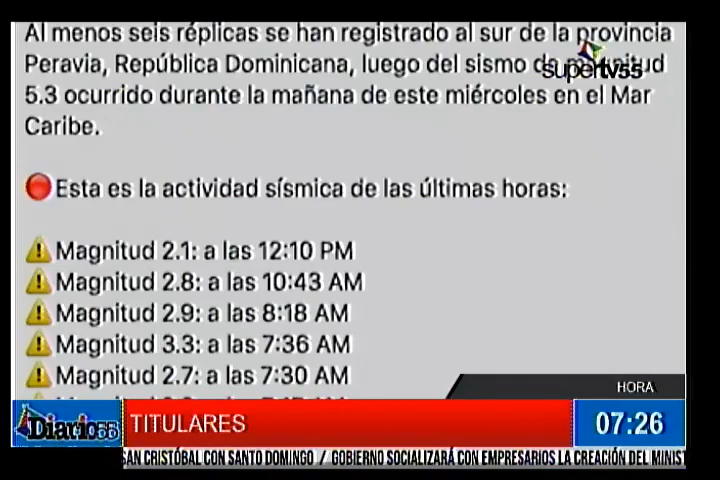 Al menos seis réplicas se han registrado al sur de la provincia
Peravia, República Dominicana, luego del sismo de magnitud
supertv55
5.3 ocurrido durante la mañana de este miércoles en el Mar
Caribe.
🔴Esta es la actividad sísmica de las últimas horas:
⚠️Magnitud 2.1: a las 12:10 PM
⚠️Magnitud 2.8: a las 10:43 AM
⚠️Magnitud 2.9: a las 8:18 AM
⚠️Magnitud 3.3: a las 7:36 AM
⚠️Magnitud 2.7: a las 7:30 AM
HORA
Diario55
TITULARES
07:26
SAN CRISTÓBAL CON SANTO DOMINGO / GOBIERNO SOCIALIZARÁ CON EMPRESARIOS LA CREACIÓN DEL MINIST